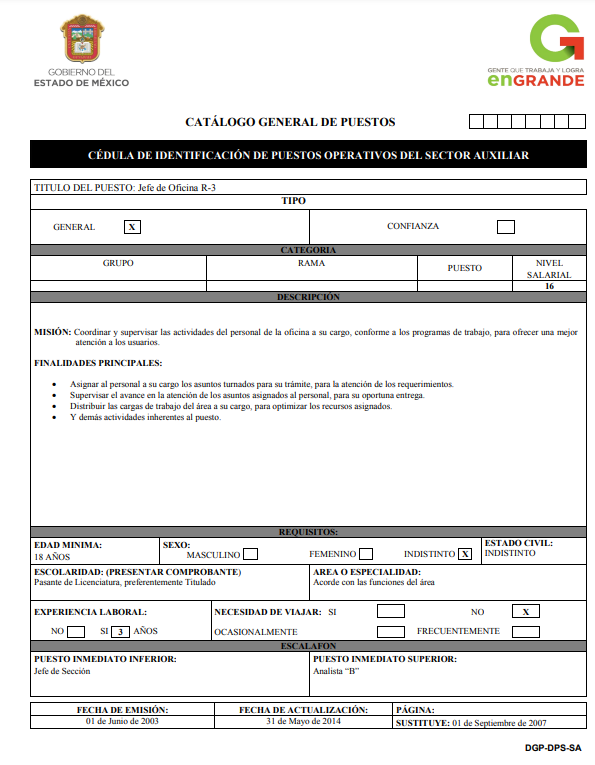 GOBIERNO DEL
ESTADO DE MÉXICO
GENTE QUE TRABAJA Y LOGRA
enGRANDE
CATÁLOGO GENERAL DE PUESTOS
CÉDULA DE IDENTIFICACIÓN DE PUESTOS OPERATIVOS DEL SECTOR AUXILIAR
TITULO DEL PUESTO: Jefe de Oficina R-3
TIPO
GENERAL X CONFIANZA
CATEGORIA
GRUPO RAMA PUESTO NIVEL
SALARIAL
16
DESCRIPCIÓN
MISIÓN: Coordinar y supervisar las actividades del personal de la oficina a su cargo, conforme a los programas de trabajo, para ofrecer una mejor
atención a los usuarios.
FINALIDADES PRINCIPALES:
• Asignar al personal a su cargo los asuntos turnados para su trámite, para la atención de los requerimientos.
• Supervisar el avance en la atención de los asuntos asignados al personal, para su oportuna entrega.
• Distribuir las cargas de trabajo del área a su cargo, para optimizar los recursos asignados.
• Y demás actividades inherentes al puesto.
REQUISITOS:
EDAD MINIMA: SEXO: ESTADO CIVIL:
18 AÑOS MASCULINO FEMENINO INDISTINTO X INDISTINTO
ESCOLARIDAD: (PRESENTAR COMPROBANTE) AREA O ESPECIALIDAD:
Pasante de Licenciatura, preferentemente Titulado Acorde con las funciones del área
EXPERIENCIA LABORAL: NECESIDAD DE VIAJAR: SI NO X
NO SI 3 AÑOS OCASIONALMENTE FRECUENTEMENTE
ESCALAFON
PUESTO INMEDIATO INFERIOR: PUESTO INMEDIATO SUPERIOR:
Jefe de Sección Analista “B”
FECHA DE EMISIÓN: FECHA DE ACTUALIZACIÓN: PÁGINA:
01 de Junio de 2003 31 de Mayo de 2014 SUSTITUYE: 01 de Septiembre de 2007
DGP-DPS-SA